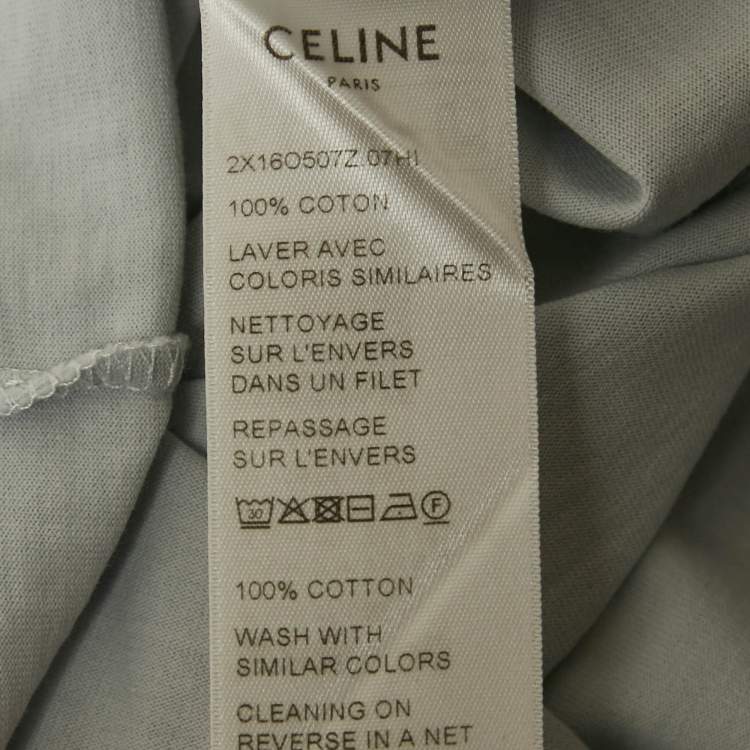 CELINE
PARIS
2X16O507Z.07HI
100% COTON
LAVER AVEC
COLORIS SIMILAIRES
NETTOYAGE
SUR L'ENVERS
DANS UN FILET
REPASSAGE
SUR L'ENVERS
30 F
100% COTTON
WASH WITH
SIMILAR COLORS
CLEANING ON
REVERSE IN A NET